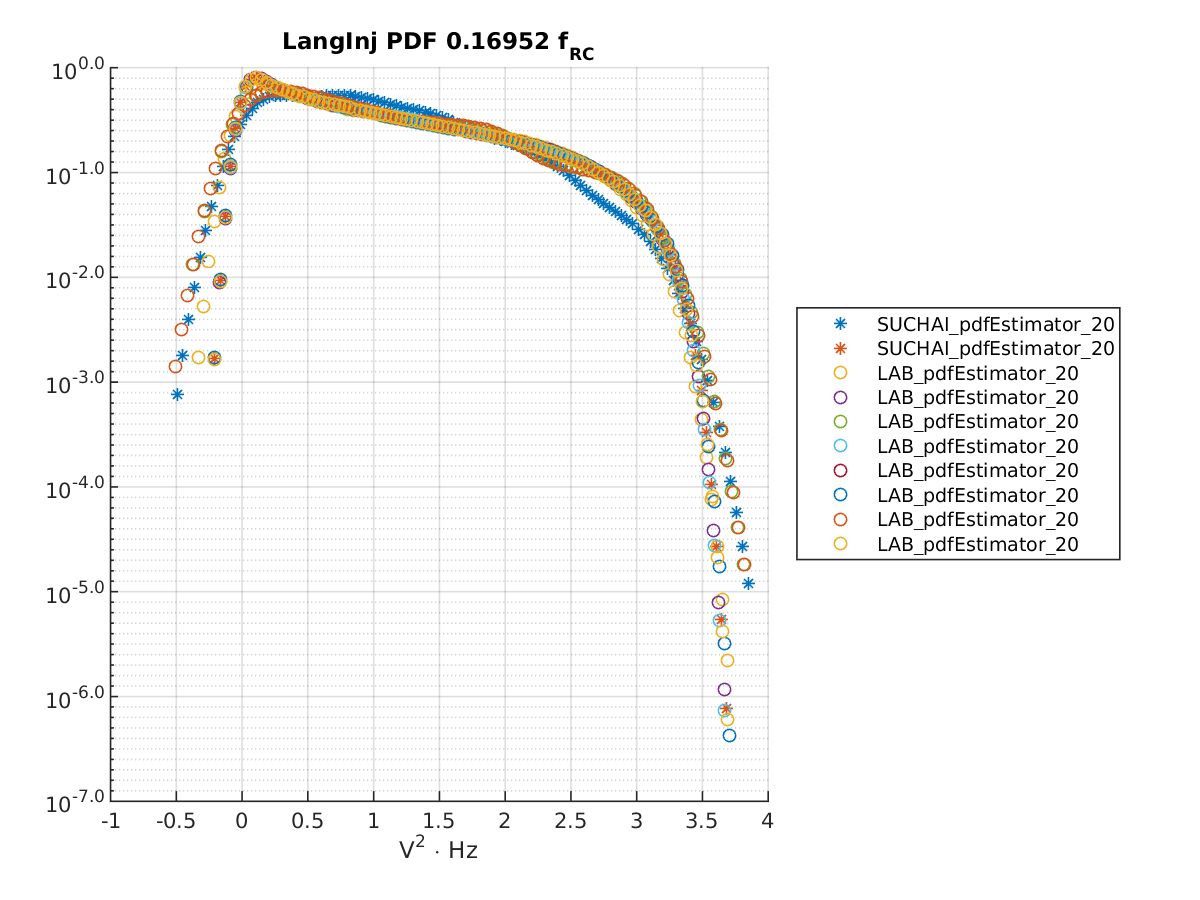 LangInj PDF 0.16952 f_RC
10^0.0
10^-1.0
10^-2.0
10^-3.0
10^-4.0
10^-5.0
10^-6.0
10^-7.0
-1 -0.5 0 0.5 1 1.5 2 2.5 3 3.5 4
V^2 · Hz
SUCHAI_pdfEstimator_20
SUCHAI_pdfEstimator_20
LAB_pdfEstimator_20
LAB_pdfEstimator_20
LAB_pdfEstimator_20
LAB_pdfEstimator_20
LAB_pdfEstimator_20
LAB_pdfEstimator_20
LAB_pdfEstimator_20
LAB_pdfEstimator_20